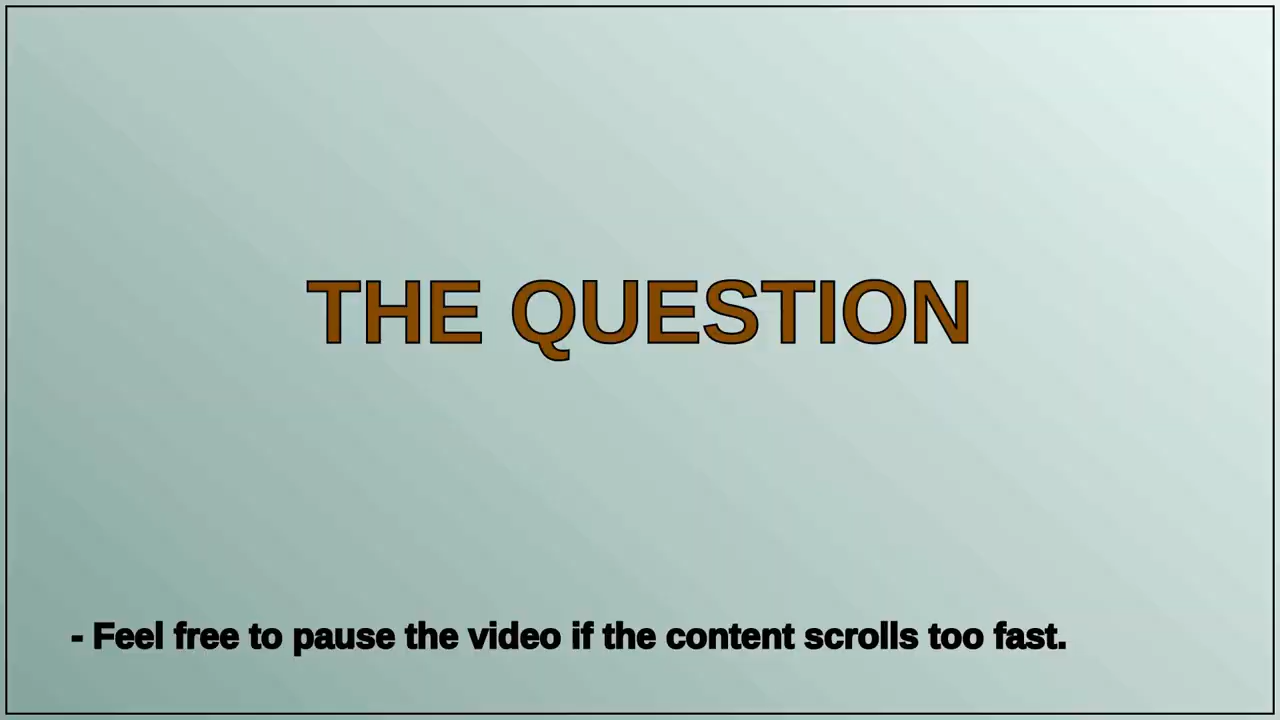 THE QUESTION
- Feel free to pause the video if the content scrolls too fast.